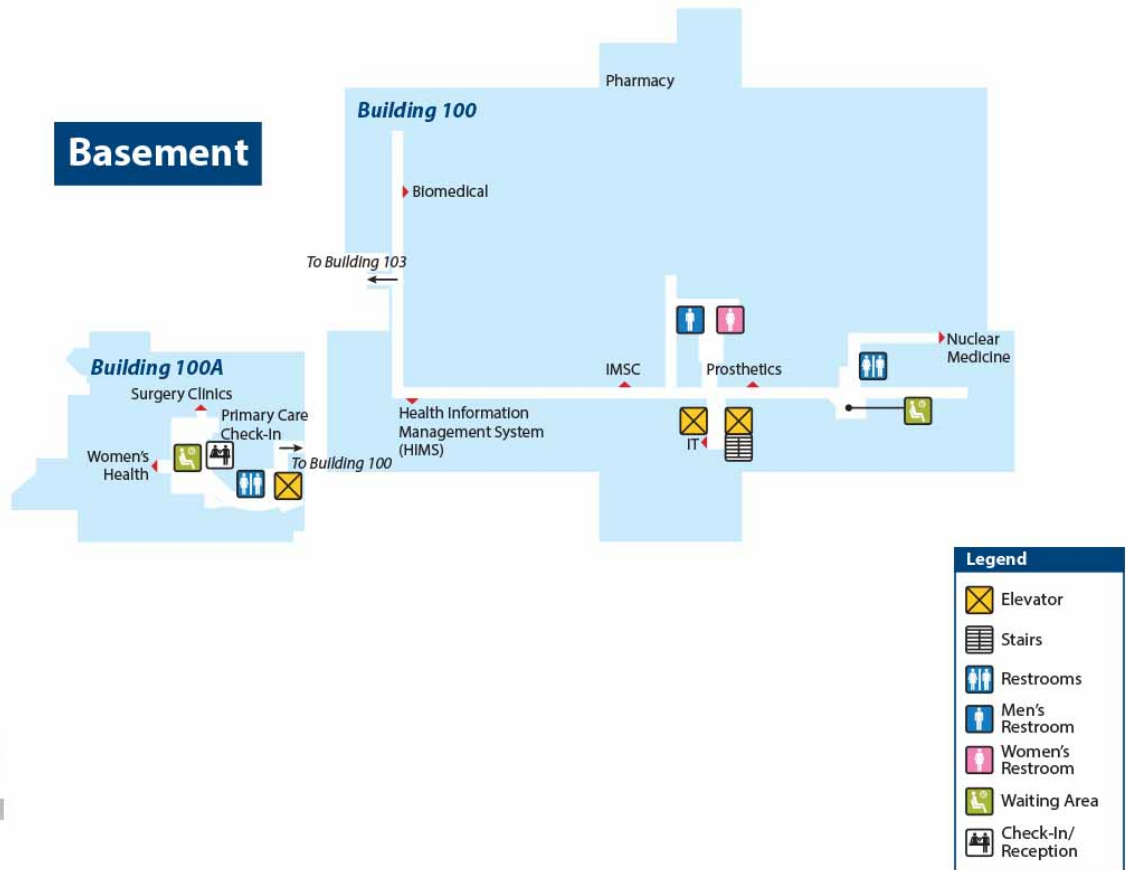 Basement
Pharmacy
Building 100
Biomedical
To Building 103
Nuclear
Medicine
IMSC
Prosthetics
Health Information
Management System
(HIMS)
IT
Building 100A
Surgery Clinics
Primary Care
Check-In
To Building 100
Women's
Health
Legend
Elevator
Stairs
Restrooms
Men's
Restroom
Women's
Restroom
Waiting Area
Check-In/
Reception